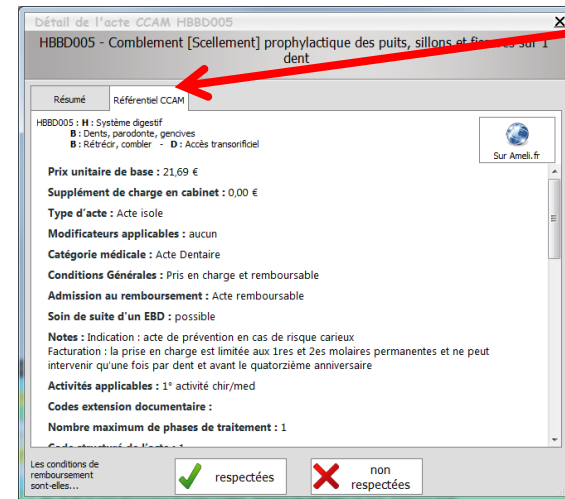 Détail de l'acte CCAM HBBD005
X
HBBD005 - Comblement [Scellement] prophylactique des puits, sillons et sur 1
dent
Résumé
Référentiel CCAM
HBBD005 : H : Système digestif
B : Dents, parodonte, gencives
B : Rétrécir, combler - D : Accès transorificiel
Sur Ameli.fr
Prix unitaire de base : 21,69 €
Supplément de charge en cabinet : 0,00 €
Type d'acte : Acte isole
Modificateurs applicables : aucun
Catégorie médicale : Acte Dentaire
Conditions Générales : Pris en charge et remboursable
Admission au remboursement : Acte remboursable
Soin de suite d'un EBD : possible
Notes : Indication : acte de prévention en cas de risque carieux
Facturation : la prise en charge est limitée aux 1res et 2es molaires permanentes et ne peut
intervenir qu'une fois par dent et avant le quatorzième anniversaire
Activités applicables : 1° activité chir/med
Codes extension documentaire :
Nombre maximum de phases de traitement : 1
Les conditions de
remboursement
sont-elles...
respectées
non
respectées